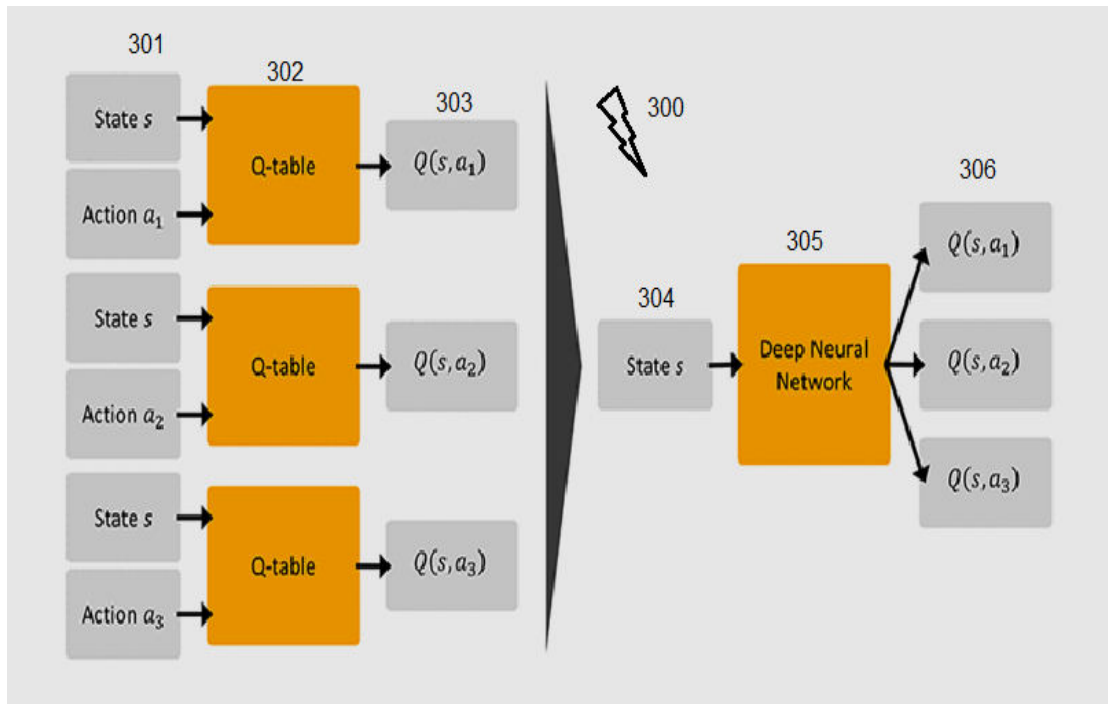 301
302
303
State s
Action a₁
Q-table
Q(s, a₁)
State s
Action a₂
Q-table
Q(s, a₂)
State s
Action a₃
Q-table
Q(s, a₃)
300
304
State s
305
Deep Neural
Network
306
Q(s, a₁)
Q(s, a₂)
Q(s, a₃)